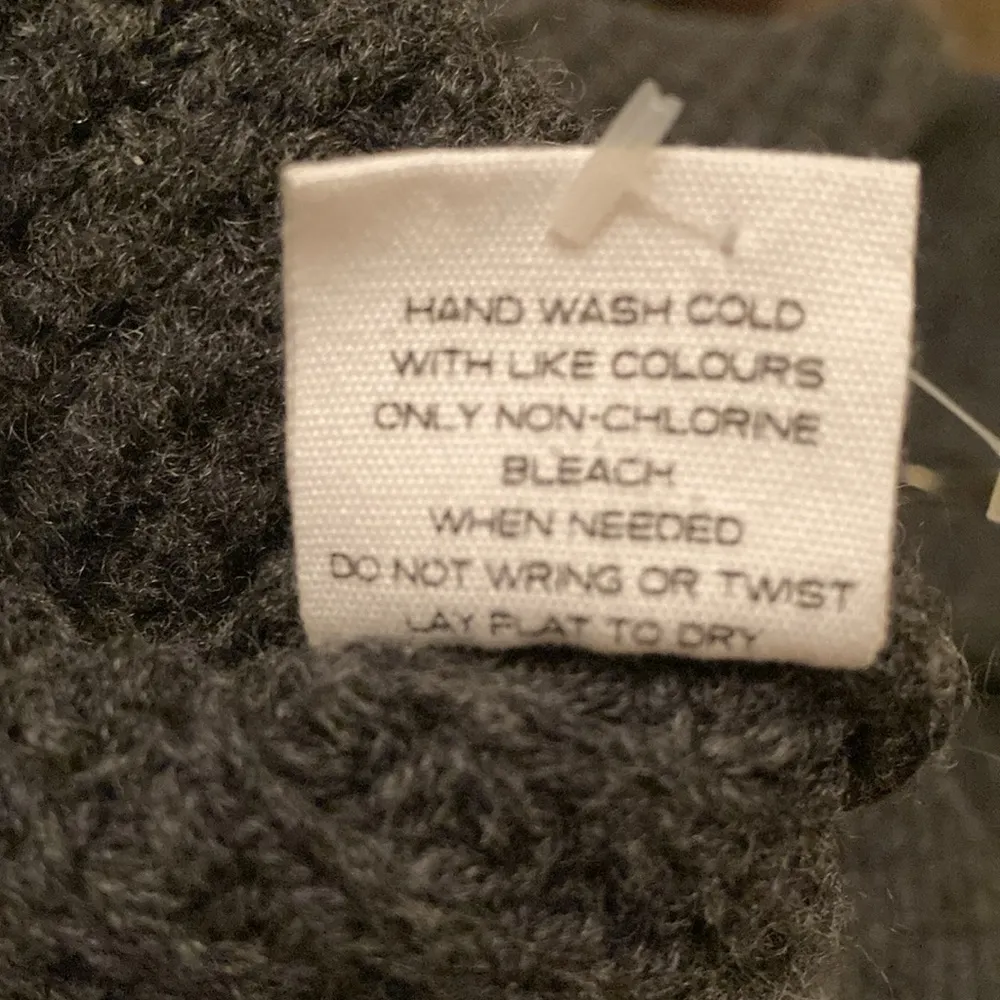 HAND WASH COLD
WITH LIKE COLOURS
ONLY NON-CHLORINE
BLEACH
WHEN NEEDED
DO NOT WRING OR TWIST
LAY FLAT TO DRY